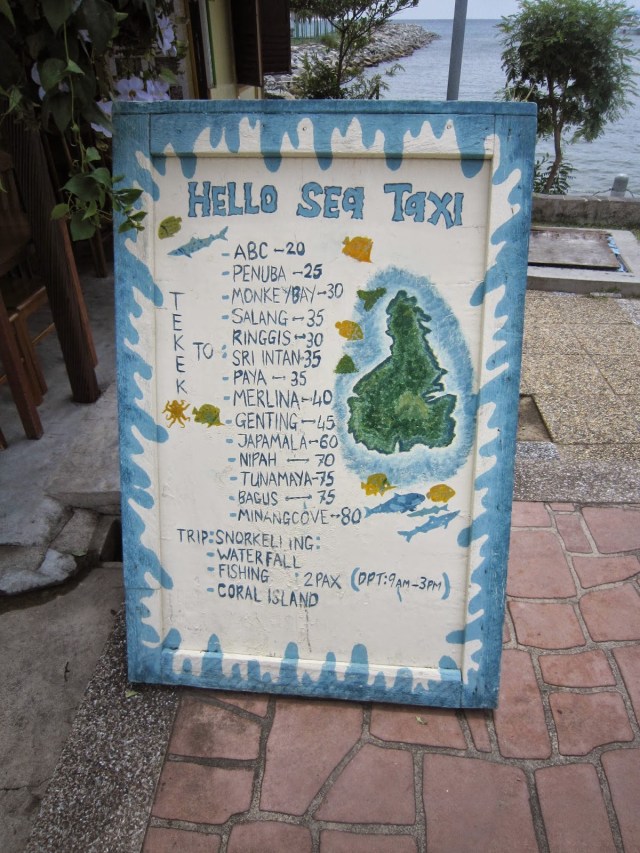 HELLO SEA TAXI
TEKEK TO
- ABC - 20
- PENUBA - 25
- MONKEYBAY - 30
- SALANG - 35
- RINGGIS - 30
- SRI INTAN - 35
- PAYA - 35
- MERLINA - 40
- GENTING - 45
- JAPAMALA - 60
- NIPAH - 70
- TUNAMAYA - 75
- BAGUS - 75
- MINANGCOVE - 80
TRIP: SNORKELLING:
- WATERFALL
- FISHING : 2PAX (DPT: 9AM - 3PM)
- CORAL ISLAND